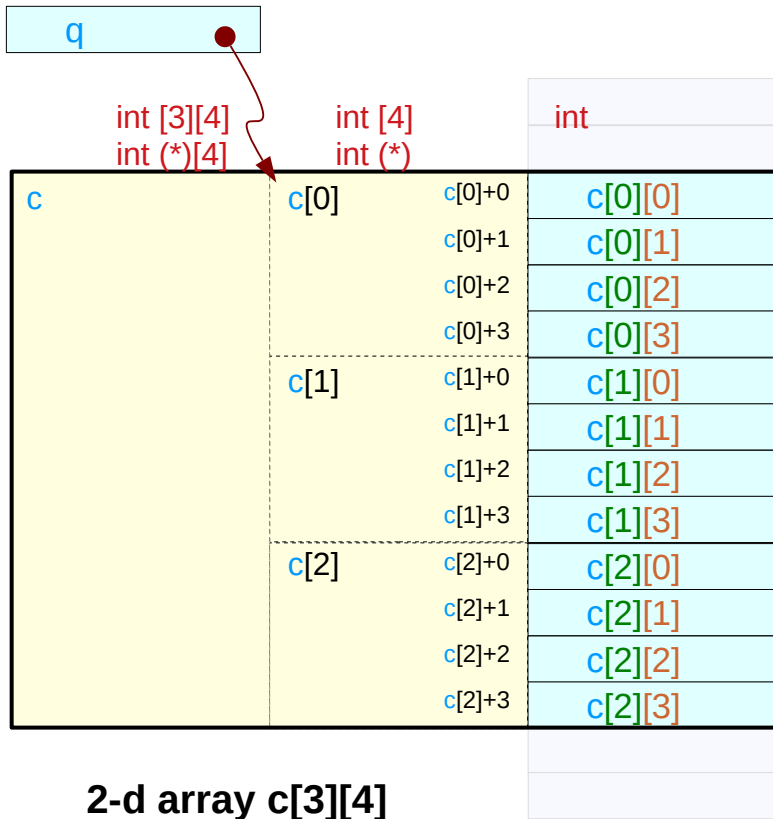 q
int [3][4] int [4] int
int (*)[4] int (*)
c c[0] c[0]+0 c[0][0]
c[0]+1 c[0][1]
c[0]+2 c[0][2]
c[0]+3 c[0][3]
c[1] c[1]+0 c[1][0]
c[1]+1 c[1][1]
c[1]+2 c[1][2]
c[1]+3 c[1][3]
c[2] c[2]+0 c[2][0]
c[2]+1 c[2][1]
c[2]+2 c[2][2]
c[2]+3 c[2][3]
2-d array c[3][4]